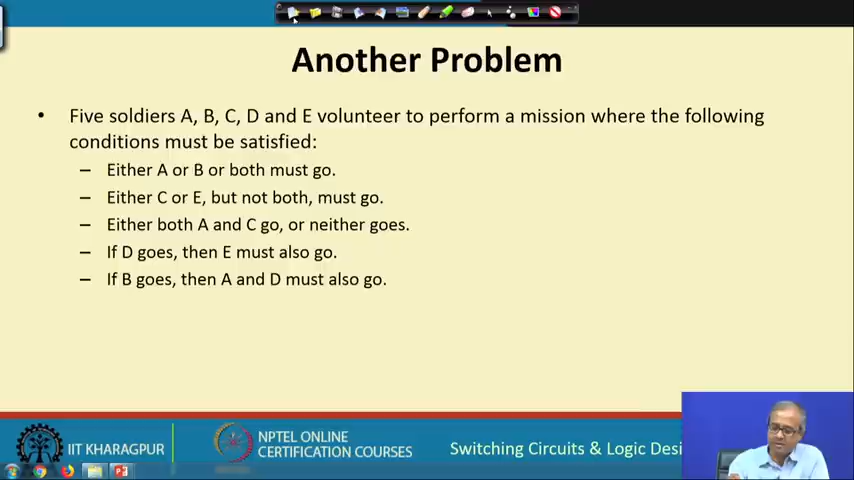 Another Problem
• Five soldiers A, B, C, D and E volunteer to perform a mission where the following
conditions must be satisfied:
– Either A or B or both must go.
– Either C or E, but not both, must go.
– Either both A and C go, or neither goes.
– If D goes, then E must also go.
– If B goes, then A and D must also go.
IIT KHARAGPUR
NPTEL ONLINE
CERTIFICATION COURSES
Switching Circuits & Logic Desi